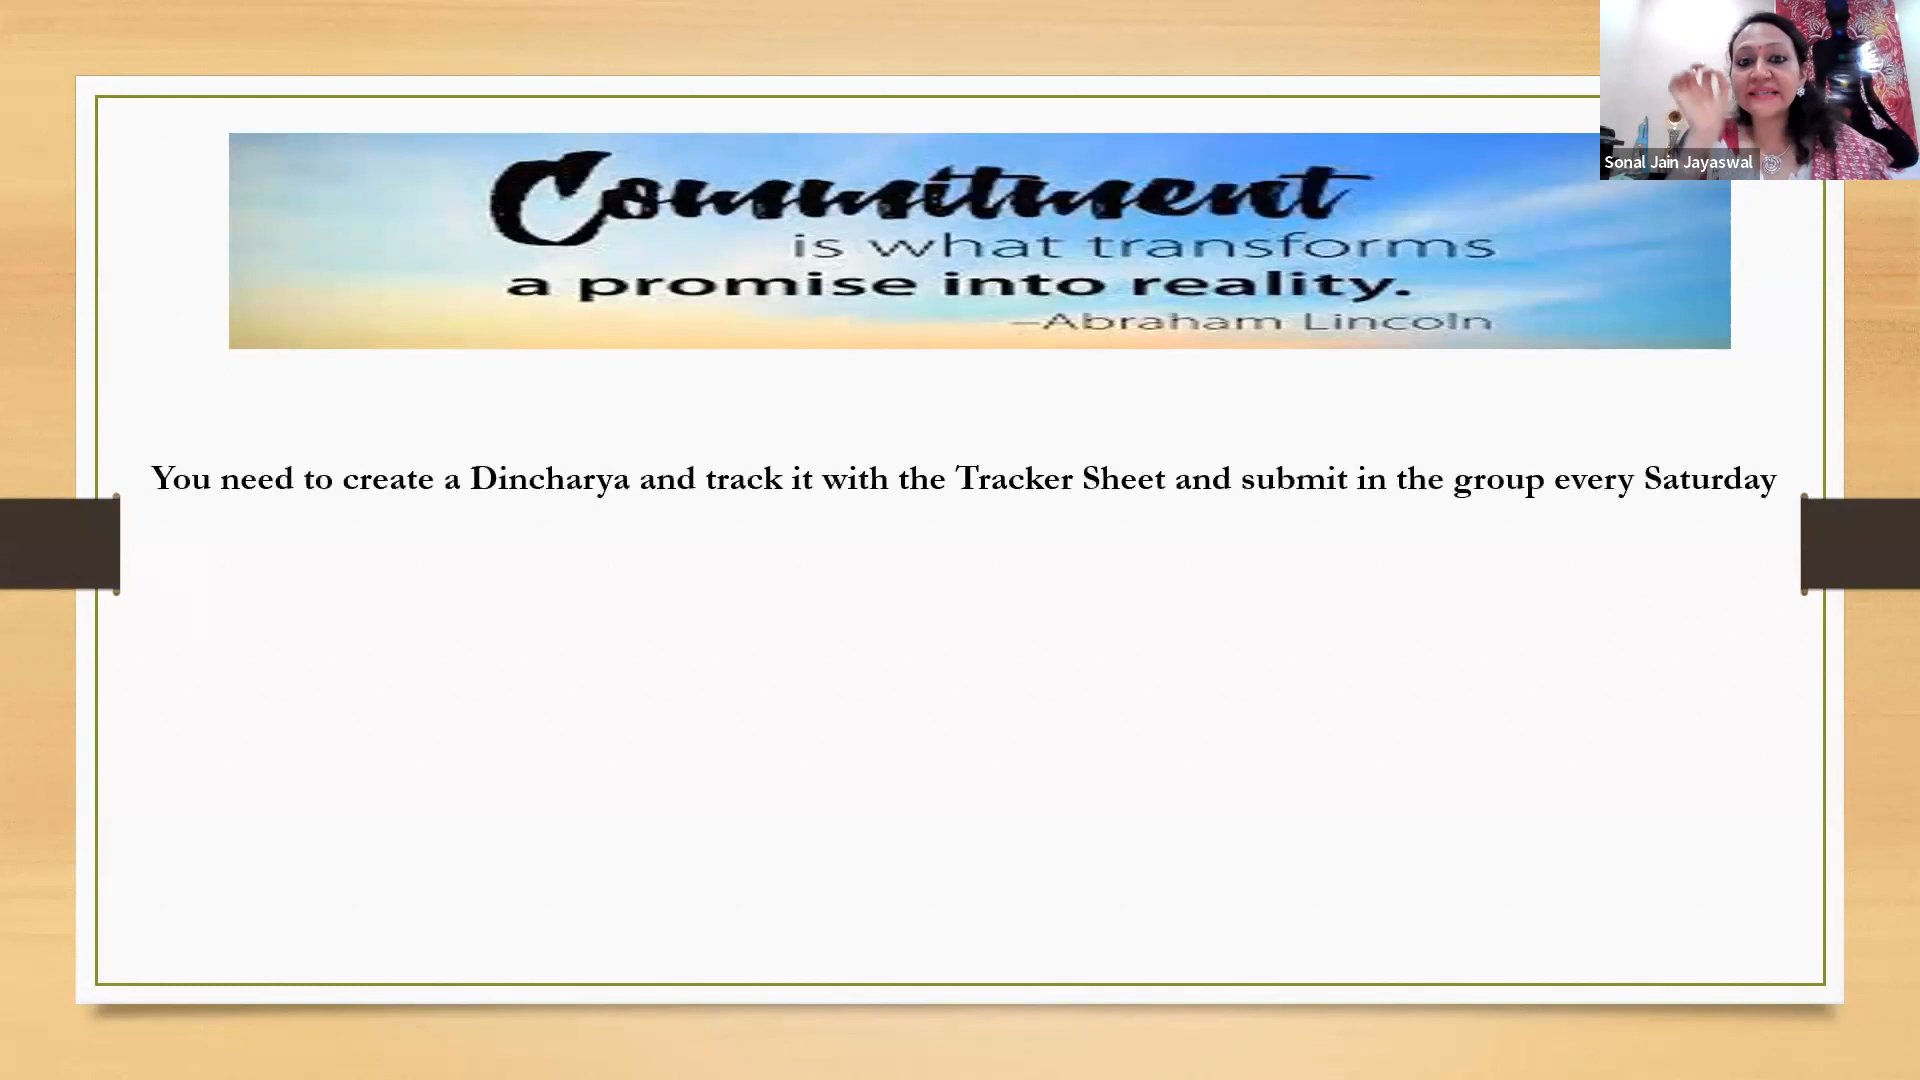 Commitment
is what transforms
a promise into reality.
–Abraham Lincoln
Sonal Jain Jayaswal
You need to create a Dincharya and track it with the Tracker Sheet and submit in the group every Saturday